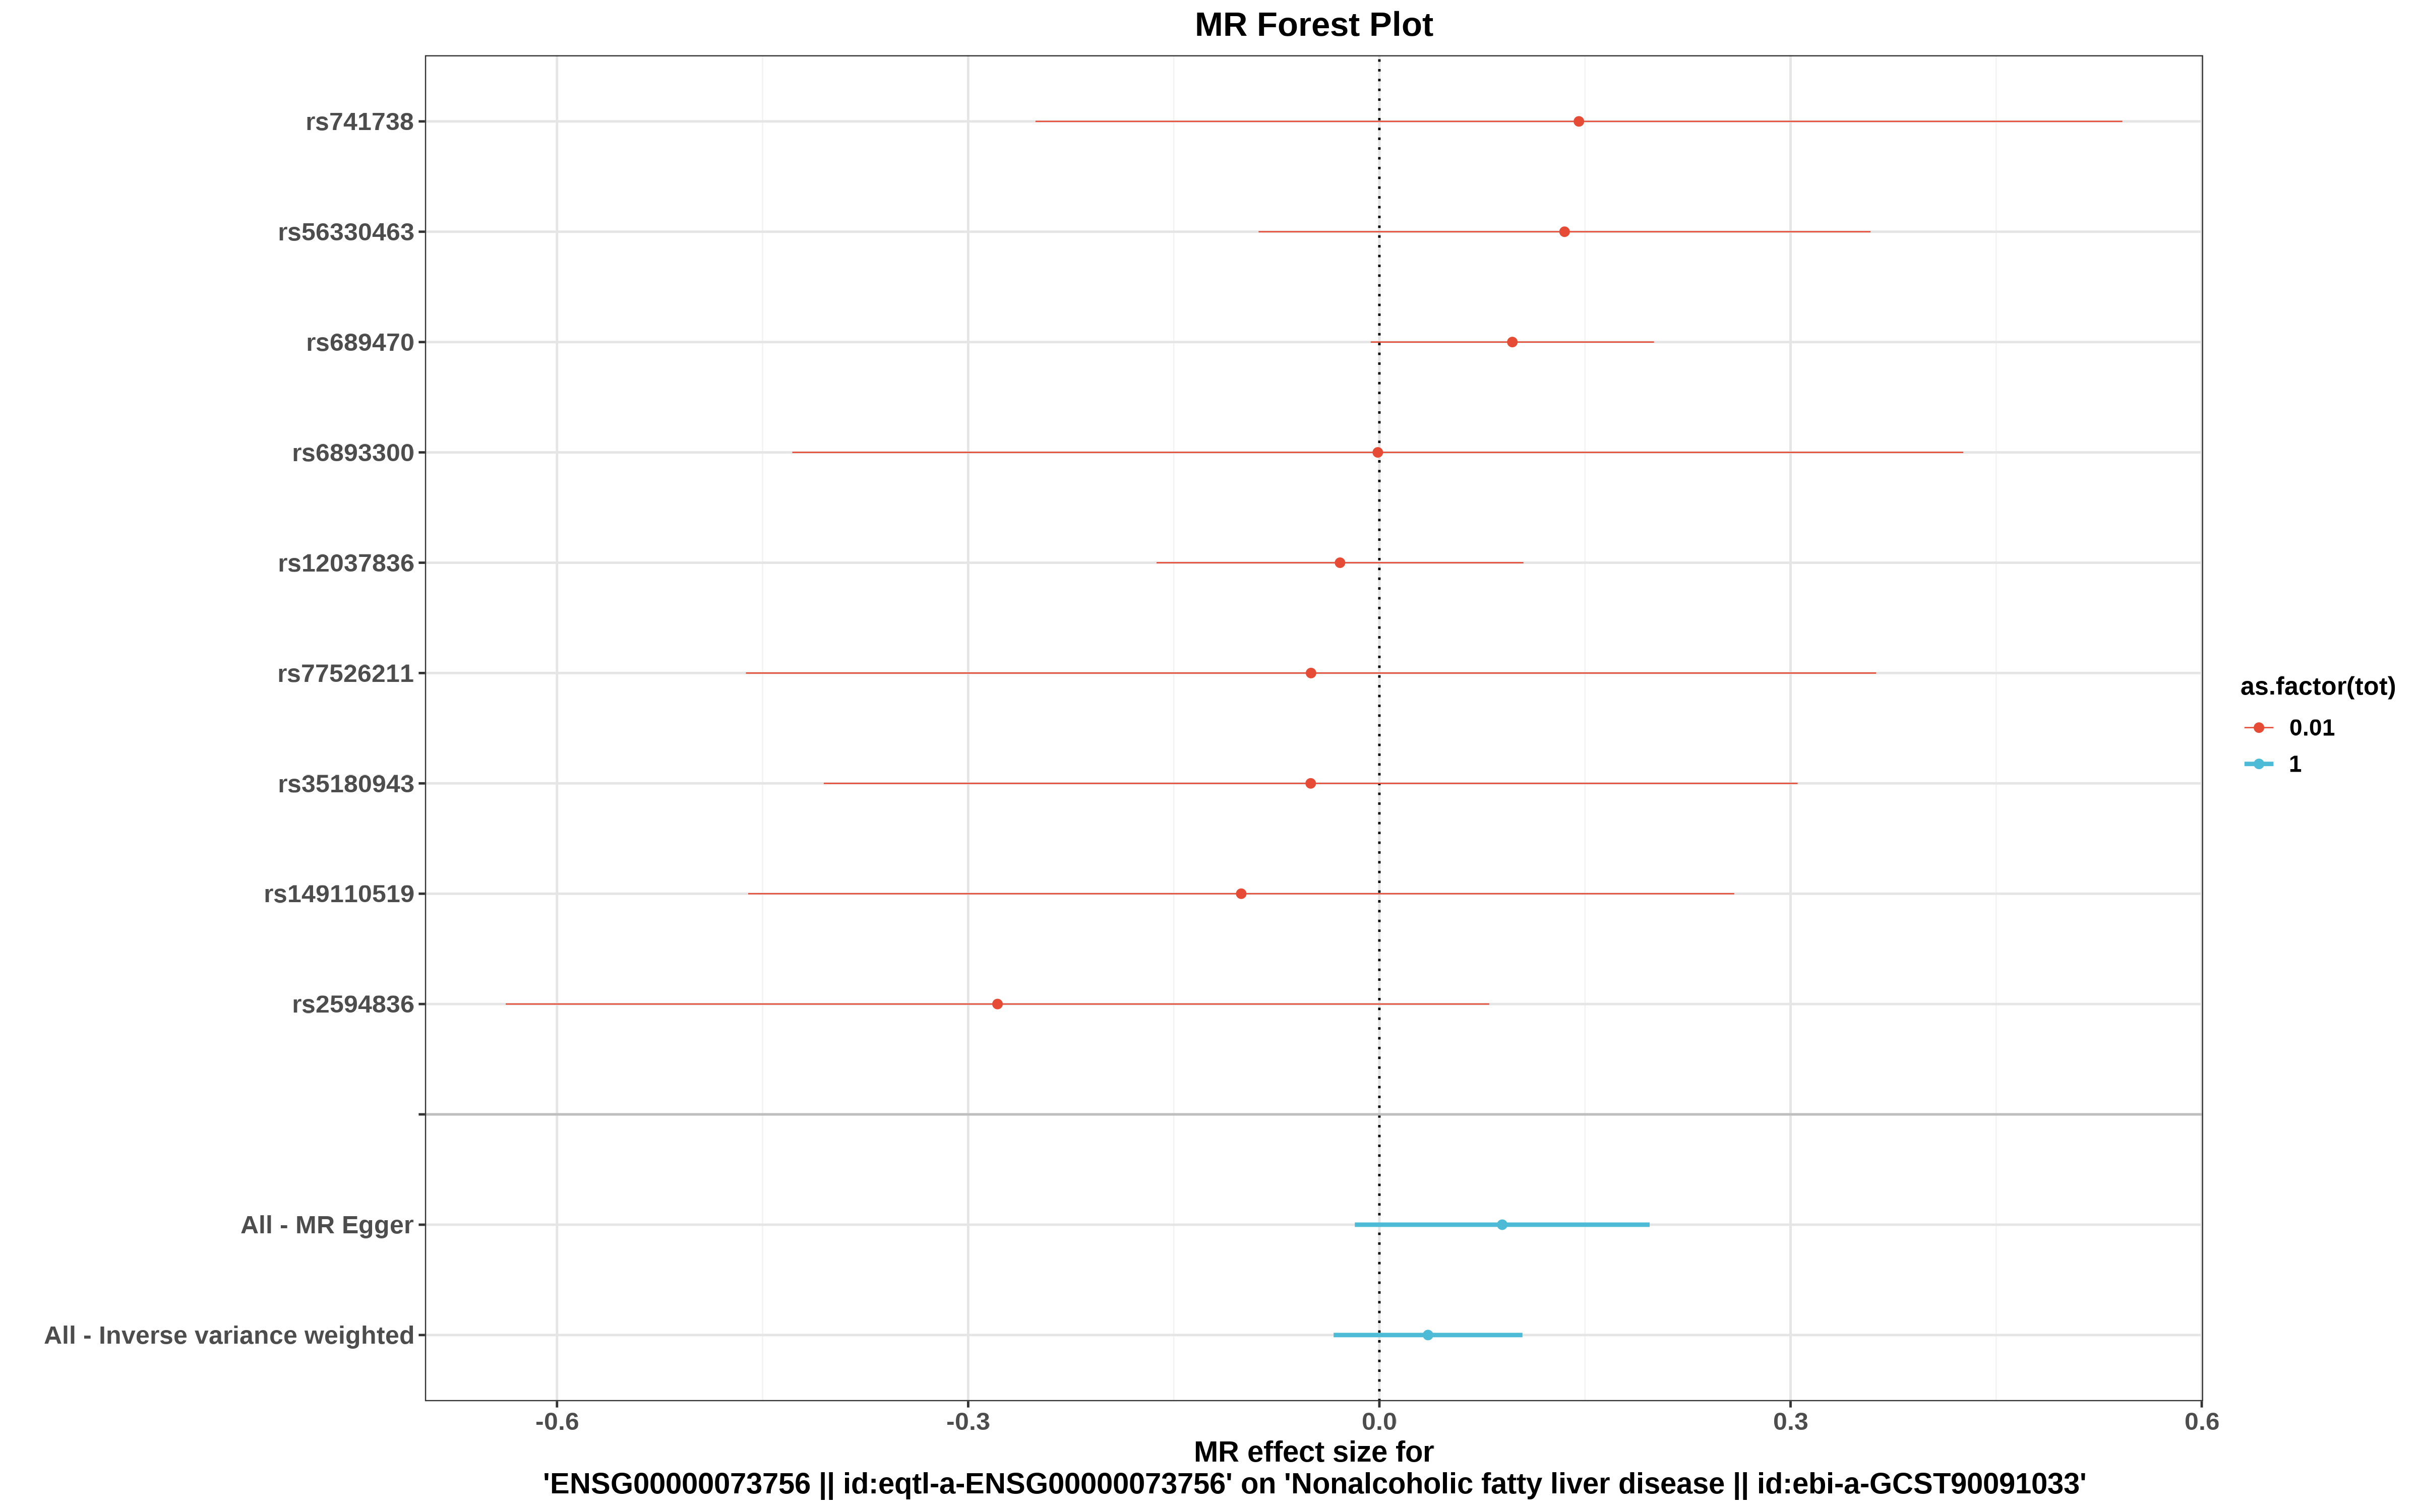 MR Forest Plot
rs741738
rs56330463
rs689470
rs6893300
rs12037836
rs77526211
rs35180943
rs149110519
rs2594836
All - MR Egger
All - Inverse variance weighted
as.factor(tot)
0.01
1
-0.6 -0.3 0.0 0.3 0.6
MR effect size for
'ENSG00000073756 || id:eqtl-a-ENSG00000073756' on 'Nonalcoholic fatty liver disease || id:ebi-a-GCST90091033'